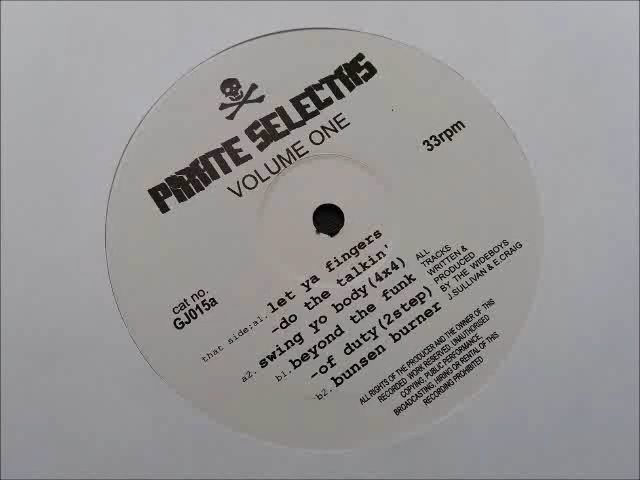 PIRATE SELECTAS
VOLUME ONE
33rpm
cat no.
GJ015a
that side;a1.let ya fingers
-do the talkin'
a2.swing yo body(4x4)
b1.beyond the funk
-of duty(2step)
b2.bunsen burner
ALL
TRACKS
WRITTEN &
PRODUCED
BY THE WIDEBOYS
J.SULLIVAN & E.CRAIG
ALL RIGHTS OF THE PRODUCER AND THE OWNER OF THIS
RECORDED WORK RESERVED. UNAUTHORISED
COPYING, PUBLIC PERFORMANCE,
BROADCASTING, HIRING OR RENTAL OF THIS
RECORDING PROHIBITED